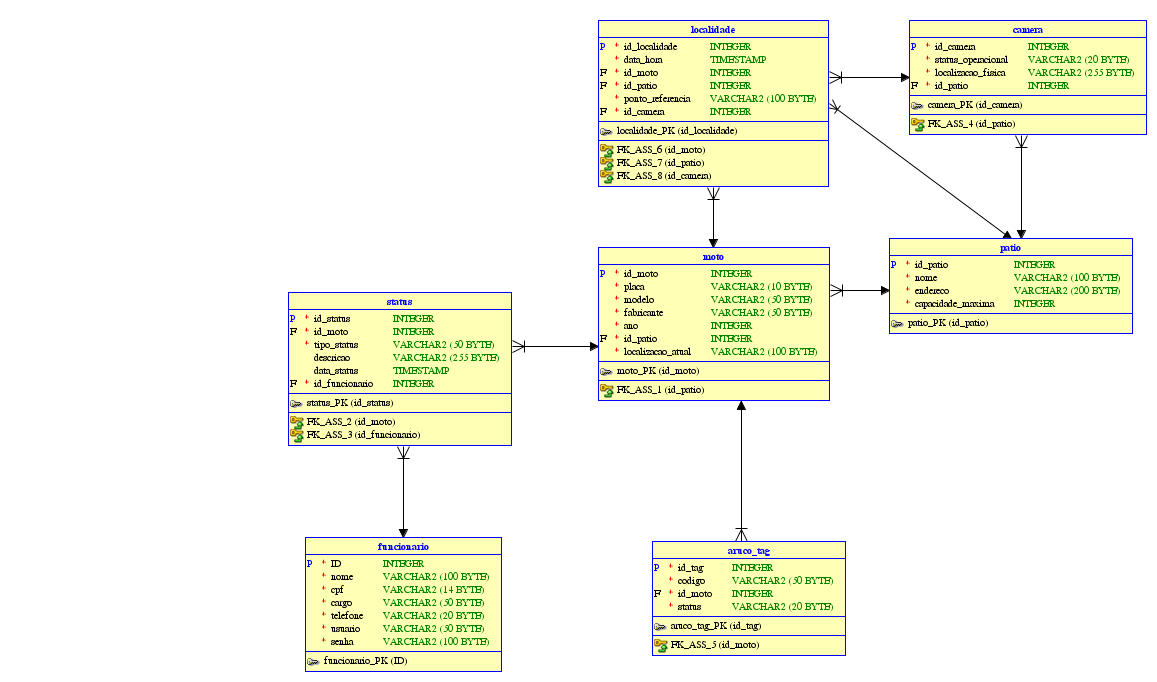 localidade
P * id_localidade INTEGER
* data_hora TIMESTAMP
F * id_moto INTEGER
F * id_patio INTEGER
* ponto_referencia VARCHAR2 (100 BYTE)
F * id_camera INTEGER
localidade_PK (id_localidade)
FK_ASS_6 (id_moto)
FK_ASS_7 (id_patio)
FK_ASS_8 (id_camera)
camera
P * id_camera INTEGER
* status_operacional VARCHAR2 (20 BYTE)
* localizacao_fisica VARCHAR2 (255 BYTE)
F * id_patio INTEGER
camera_PK (id_camera)
FK_ASS_4 (id_patio)
moto
P * id_moto INTEGER
* placa VARCHAR2 (10 BYTE)
* modelo VARCHAR2 (50 BYTE)
* fabricante VARCHAR2 (50 BYTE)
* ano INTEGER
F * id_patio INTEGER
* localizacao_atual VARCHAR2 (100 BYTE)
moto_PK (id_moto)
FK_ASS_1 (id_patio)
patio
P * id_patio INTEGER
* nome VARCHAR2 (100 BYTE)
* endereco VARCHAR2 (200 BYTE)
* capacidade_maxima INTEGER
patio_PK (id_patio)
status
P * id_status INTEGER
F * id_moto INTEGER
* tipo_status VARCHAR2 (50 BYTE)
descricao VARCHAR2 (255 BYTE)
data_status TIMESTAMP
F * id_funcionario INTEGER
status_PK (id_status)
FK_ASS_2 (id_moto)
FK_ASS_3 (id_funcionario)
funcionario
P * ID INTEGER
* nome VARCHAR2 (100 BYTE)
* cpf VARCHAR2 (14 BYTE)
* cargo VARCHAR2 (50 BYTE)
* telefone VARCHAR2 (20 BYTE)
* usuario VARCHAR2 (50 BYTE)
* senha VARCHAR2 (100 BYTE)
funcionario_PK (ID)
aruco_tag
P * id_tag INTEGER
* codigo VARCHAR2 (50 BYTE)
F * id_moto INTEGER
* status VARCHAR2 (20 BYTE)
aruco_tag_PK (id_tag)
FK_ASS_5 (id_moto)